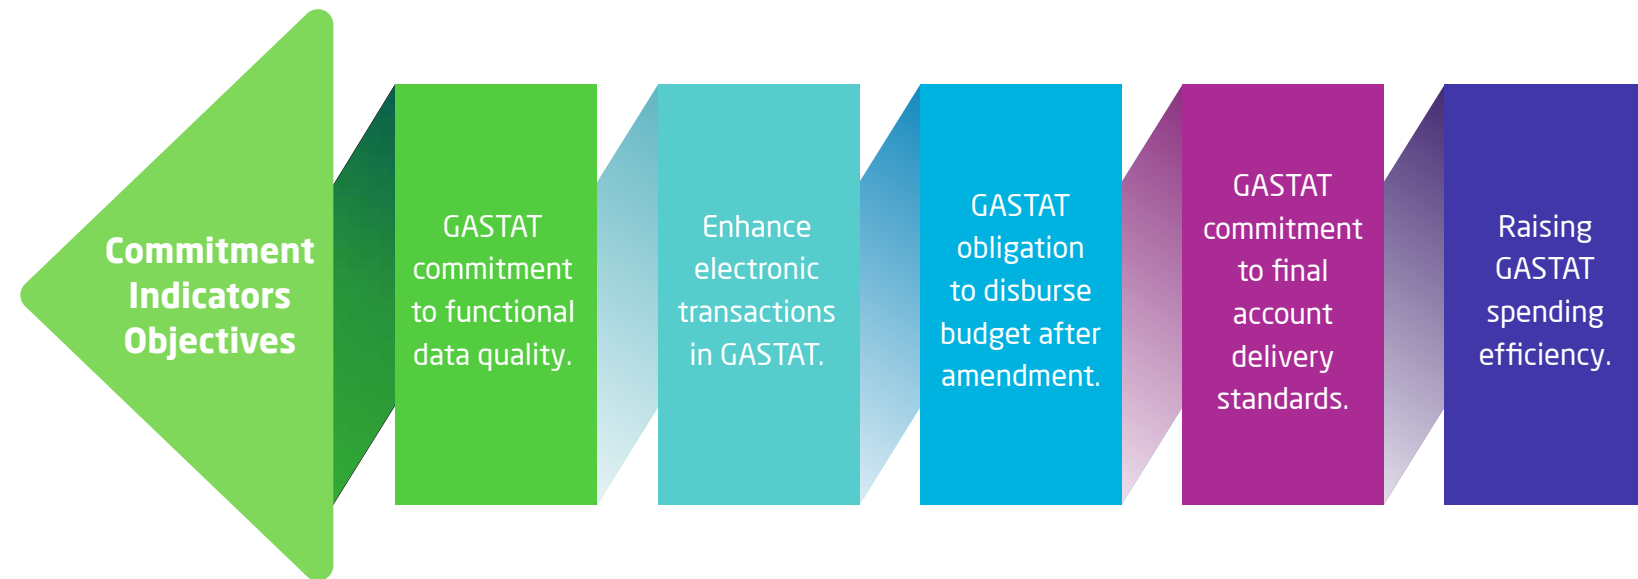 Commitment
Indicators
Objectives
GASTAT
commitment
to functional
data quality.
Enhance
electronic
transactions
in GASTAT.
GASTAT
obligation
to disburse
budget after
amendment.
GASTAT
commitment
to final
account
delivery
standards.
Raising
GASTAT
spending
efficiency.